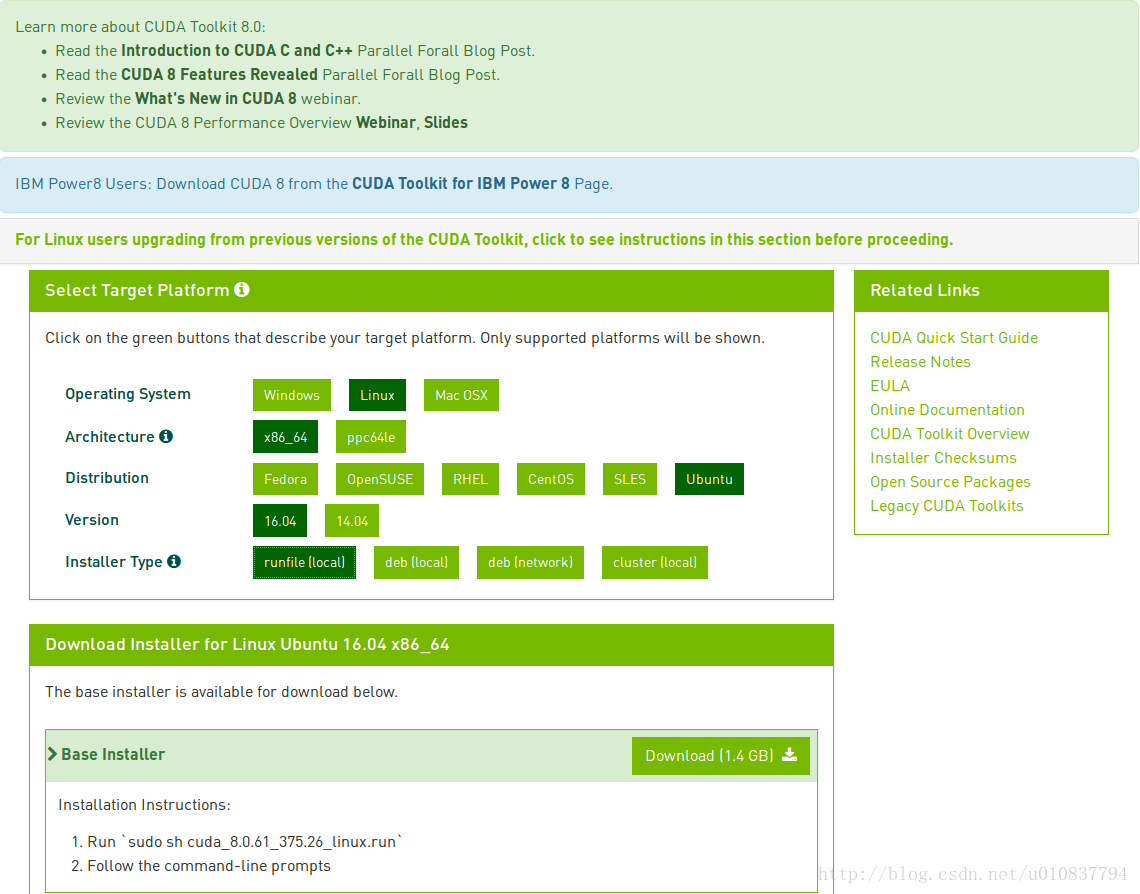 Learn more about CUDA Toolkit 8.0:
• Read the Introduction to CUDA C and C++ Parallel Forall Blog Post.
• Read the CUDA 8 Features Revealed Parallel Forall Blog Post.
• Review the What's New in CUDA 8 webinar.
• Review the CUDA 8 Performance Overview Webinar, Slides
IBM Power8 Users: Download CUDA 8 from the CUDA Toolkit for IBM Power 8 Page.
For Linux users upgrading from previous versions of the CUDA Toolkit, click to see instructions in this section before proceeding.
Select Target Platform
Click on the green buttons that describe your target platform. Only supported platforms will be shown.
Operating System Windows Linux Mac OSX
Architecture x86_64 ppc64le
Distribution Fedora OpenSUSE RHEL CentOS SLES Ubuntu
Version 16.04 14.04
Installer Type runfile (local) deb (local) deb (network) cluster (local)
Related Links
CUDA Quick Start Guide
Release Notes
EULA
Online Documentation
CUDA Toolkit Overview
Installer Checksums
Open Source Packages
Legacy CUDA Toolkits
Download Installer for Linux Ubuntu 16.04 x86_64
The base installer is available for download below.
Base Installer Download (1.4 GB)
Installation Instructions:
1. Run `sudo sh cuda_8.0.61_375.26_linux.run`
2. Follow the command-line prompts
http://blog.csdn.net/u010837794